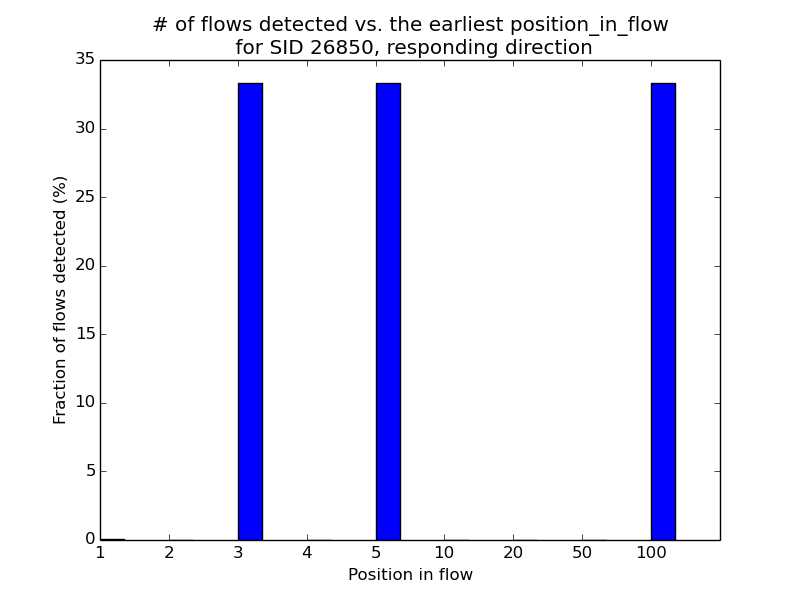 # of flows detected vs. the earliest position_in_flow
for SID 26850, responding direction
Fraction of flows detected (%)
35
30
25
20
15
10
5
0
1 2 3 4 5 10 20 50 100
Position in flow